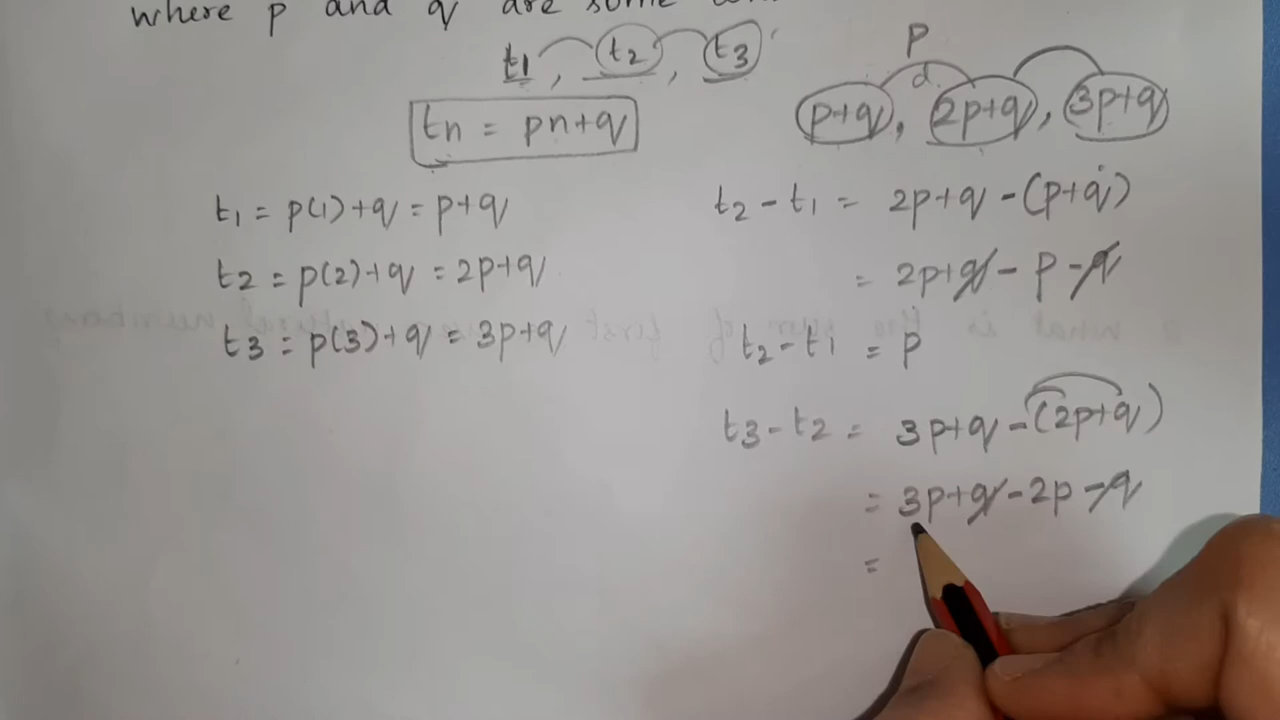 where p and q are some
t1, t2, t3
tn = pn+q
P
d
p+q, 2p+q, 3p+q
t1 = p(1)+q = p+q
t2 = p(2)+q = 2p+q
t3 = p(3)+q = 3p+q
t2 - t1 = 2p+q - (p+q)
= 2p+q - p - q
t2 - t1 = p
t3 - t2 = 3p+q - (2p+q)
= 3p+q - 2p - q
=